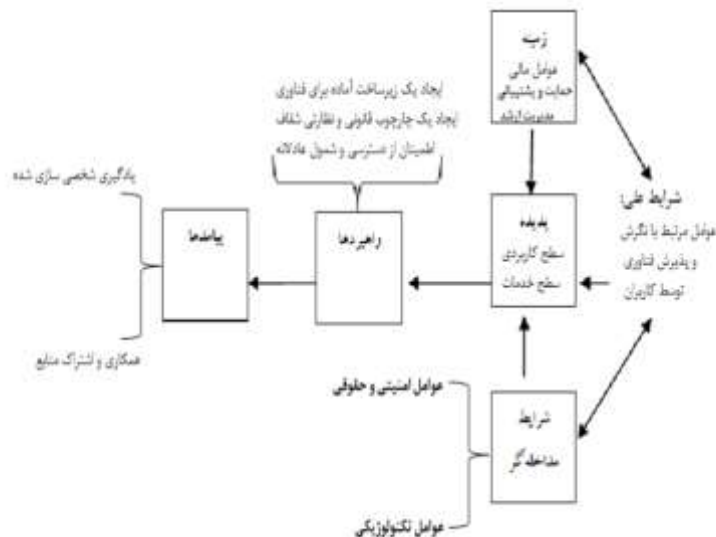 زمینه
عوامل مالی
حمایت و پشتیبانی
مدیریت ارشد
ایجاد یک زیرساخت آماده برای فناوری
ایجاد یک چارچوب قانونی و نظارتی شفاف
اطمینان از دسترسی و شمول عادلانه
شرایط علی:
عوامل مرتبط با نگرش
و پذیرش فناوری
توسط کاربران
پدیده
سطح کاربردی
سطح خدمات
راهبردها
پیامدها
یادگیری شخصی سازی شده
همکاری و اشتراک منابع
شرایط
مداخله گر
عوامل امنیتی و حقوقی
عوامل تکنولوژیکی